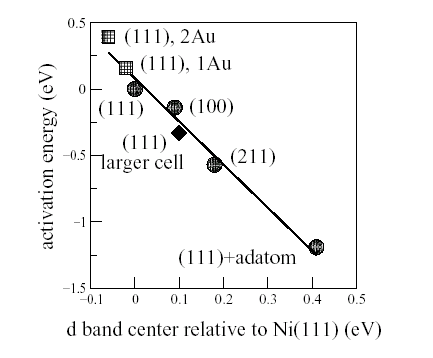 0.5
(111), 2Au
(111), 1Au
0
(111)
(100)
(111)
larger cell
−0.5
(211)
−1
(111)+adatom
−1.5
−0.1 0 0.1 0.2 0.3 0.4 0.5
activation energy (eV)
d band center relative to Ni(111) (eV)